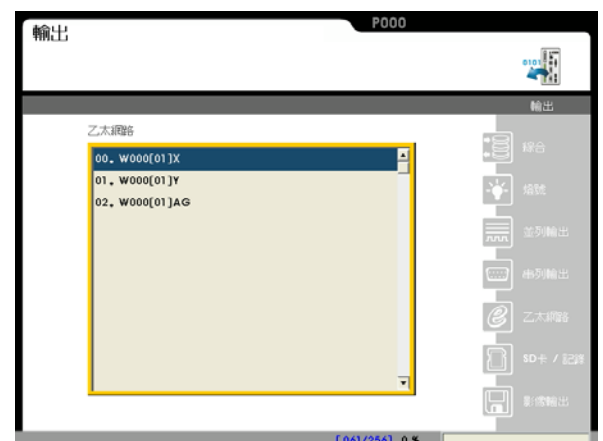 輸出
P000
0101
輸出
乙太網路
00. W000[01]X
01. W000[01]Y
02. W000[01]AG
綜合
燈號
並列輸出
串列輸出
乙太網路
SD卡 / 記錄
影像輸出
[061/256] 0 %